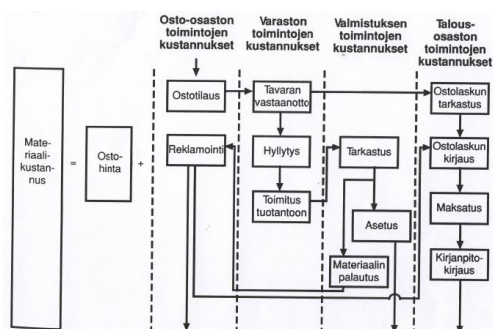 Osto-osaston
toimintojen
kustannukset
Varaston
toimintojen
kustannukset
Valmistuksen
toimintojen
kustannukset
Talous-
osaston
toimintojen
kustannukset
Ostotilaus
Tavaran
vastaanotto
Ostolaskun
tarkastus
Mate-
riaali-
kustan-
nus
=
Osto-
hinta
+
Reklamointi
Hyllytys
Tarkastus
Ostolaskun
kirjaus
Toimitus
tuotantoon
Asetus
Maksatus
Materiaalin
palautus
Kirjanpito-
kirjaus